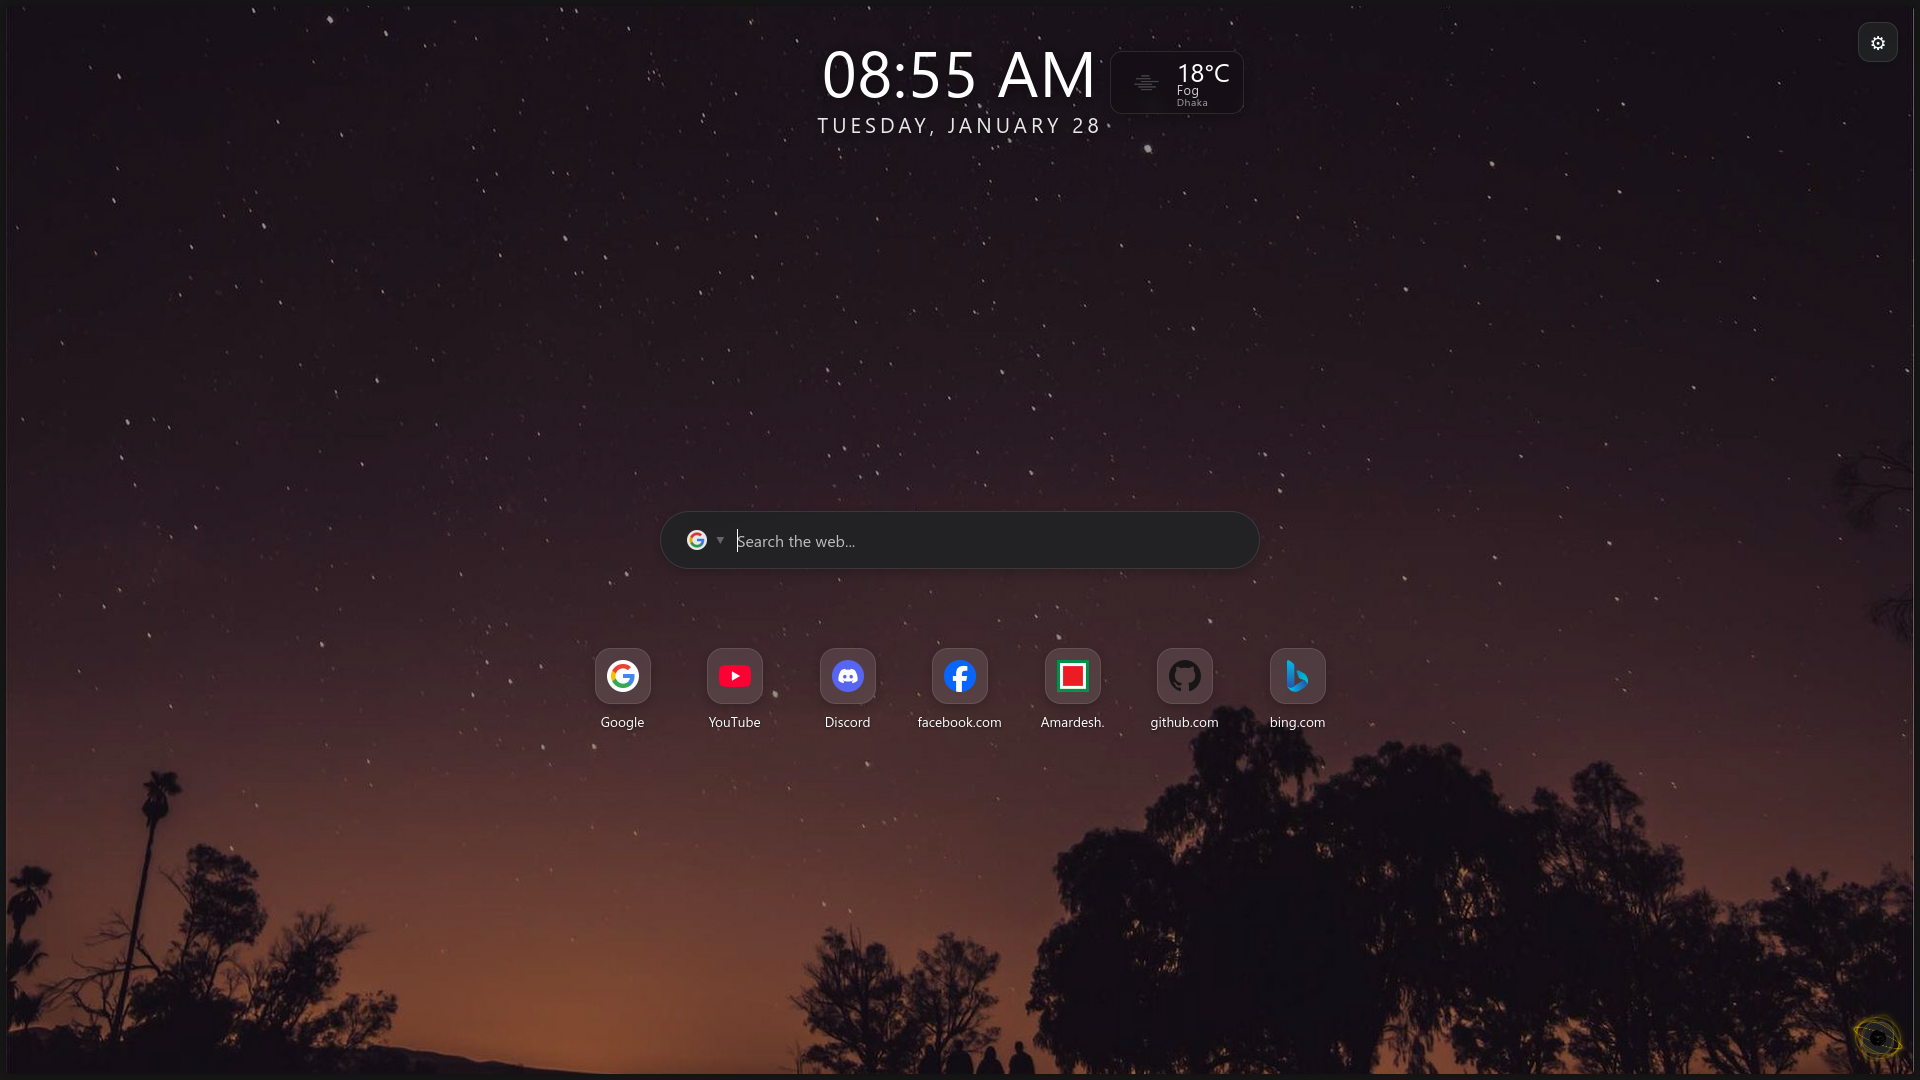 08:55 AM
TUESDAY, JANUARY 28
18°C
Fog
Dhaka
Search the web...
Google
YouTube
Discord
facebook.com
Amardesh.
github.com
bing.com